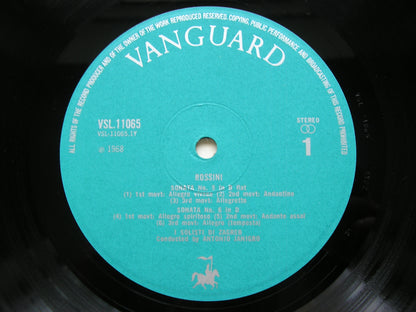 ALL RIGHTS OF THE RECORD PRODUCER AND OF THE OWNER OF THE WORK REPRODUCED RESERVED. COPYING, PUBLIC PERFORMANCE AND BROADCASTING OF THIS RECORD PROHIBITED
VANGUARD
VSL.11065
VSL-11065.1Y
STEREO
℗ 1968
1
ROSSINI
SONATA No. 5 in E flat
(1) 1st movt: Allegro vivace (2) 2nd movt: Andantino
(3) 3rd movt: Allegretto
SONATA No. 6 in D
(4) 1st movt: Allegro spiritoso (5) 2nd movt: Andante assai
(6) 3rd movt: Allegro (Tempesta)
I SOLISTI DI ZAGREB
Conducted by ANTONIO JANIGRO